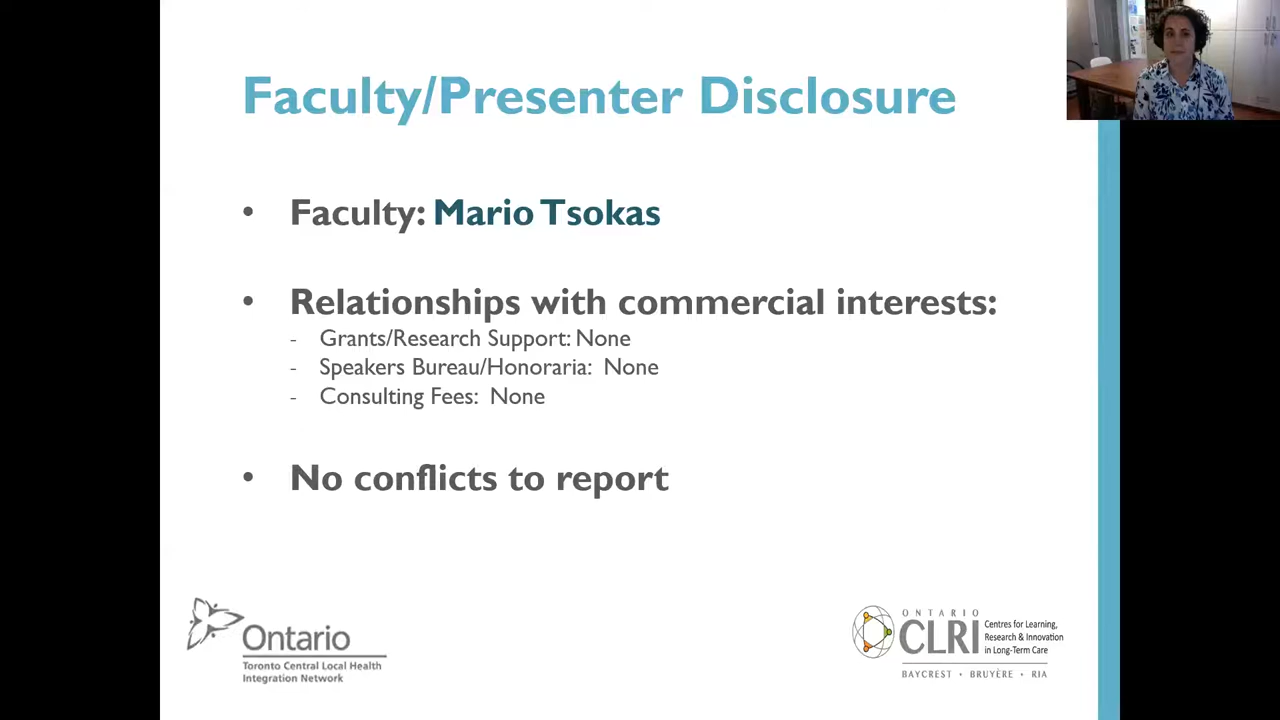 Faculty/Presenter Disclosure
• Faculty: Mario Tsokas
• Relationships with commercial interests:
- Grants/Research Support: None
- Speakers Bureau/Honoraria: None
- Consulting Fees: None
• No conflicts to report
Ontario
Toronto Central Local Health
Integration Network
ONTARIO
CLRI
Centres for Learning,
Research & Innovation
in Long-Term Care
BAYCREST • BRUYÈRE • RIA